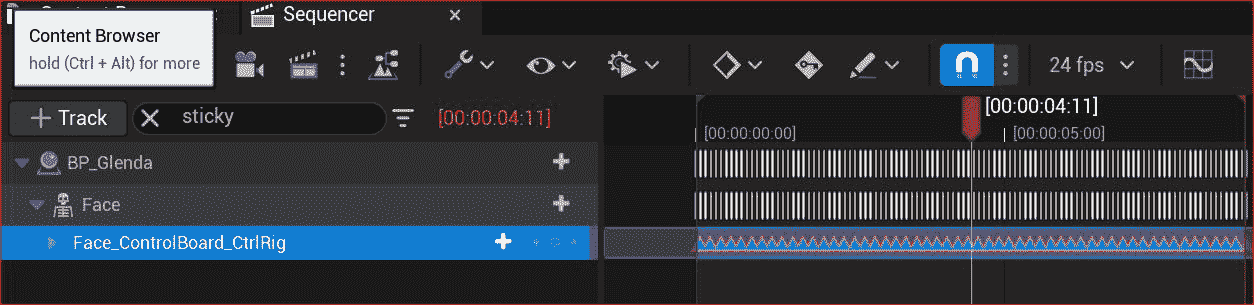 Sequencer
Content Browser
hold (Ctrl + Alt) for more
24 fps
Track
sticky
[00:00:04:11]
[00:00:04:11]
[00:00:00:00]
[00:00:05:00]
BP_Glenda
Face
Face_ControlBoard_CtrlRig